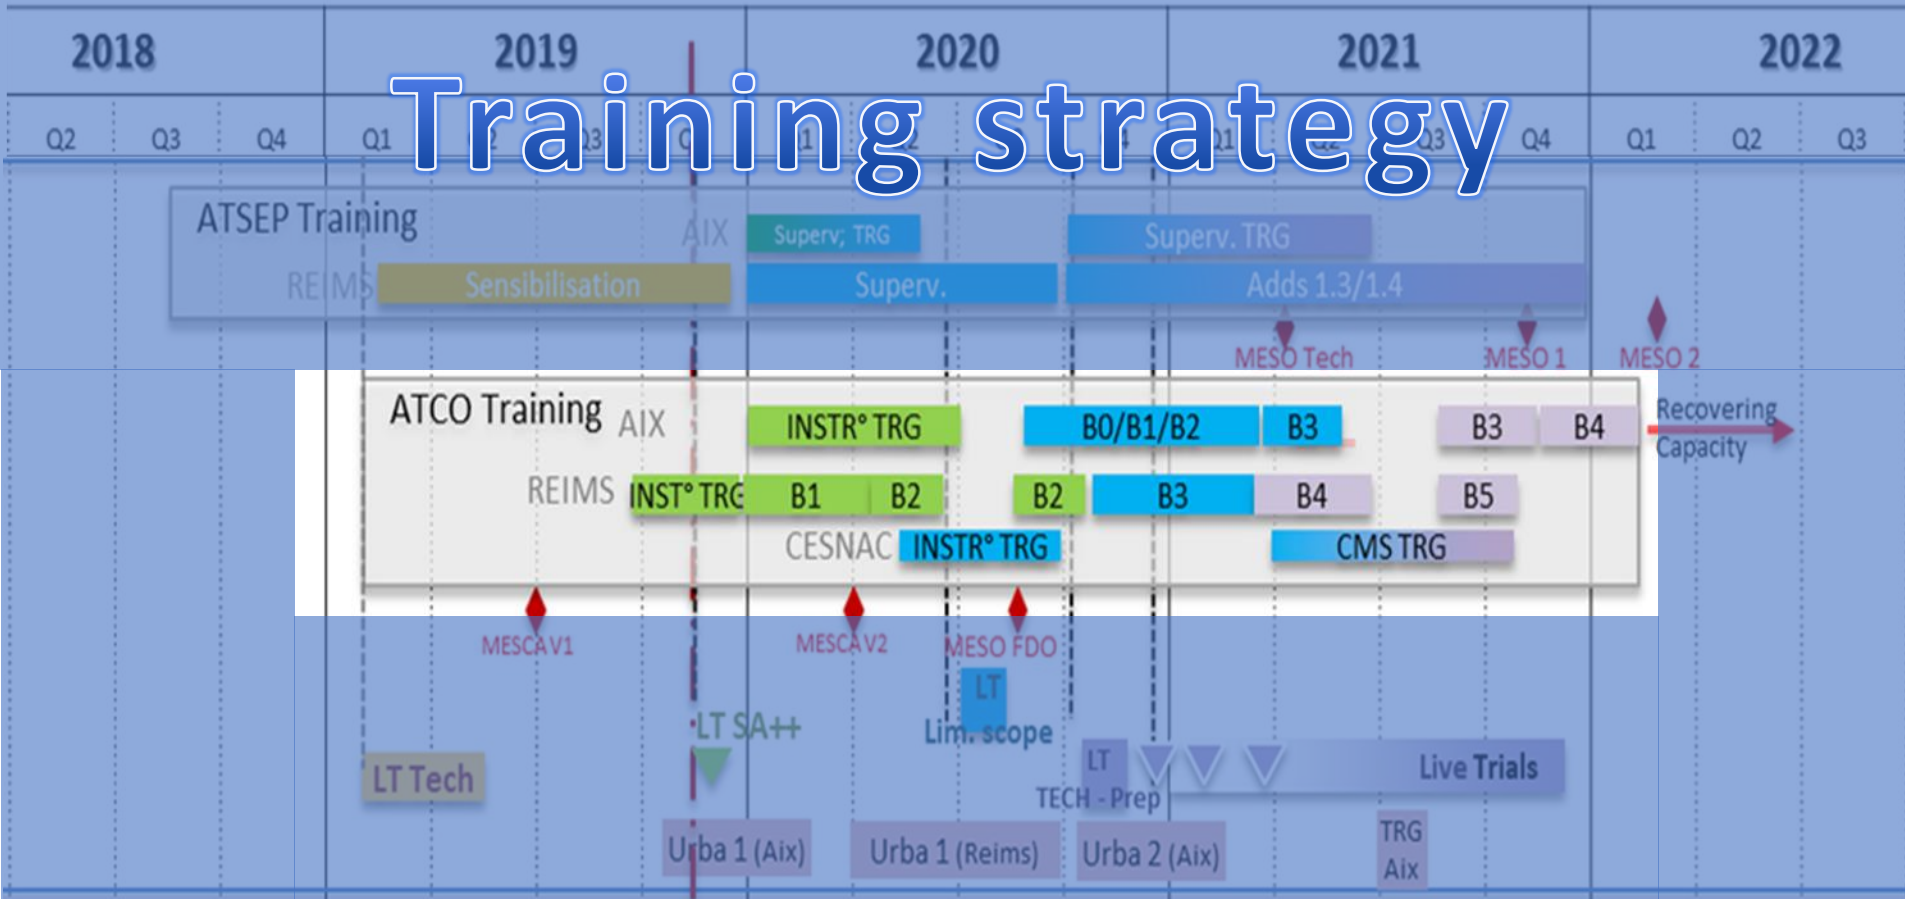 2018 2019 2020 2021 2022
Training strategy
Q2 Q3 Q4 Q1 Q3 Q1 Q4 Q1 Q2 Q3
ATSEP Training
AIX Superv; TRG Superv. TRG
REIMS Sensibilisation Superv. Adds 1.3/1.4
MESO Tech MESO 1 MESO 2
ATCO Training AIX INSTR° TRG B0/B1/B2 B3 B3 B4 Recovering
Capacity
REIMS INST° TRG B1 B2 B2 B3 B4 B5
CESNAC INSTR° TRG CMS TRG
MESCA V1 MESCA V2 MESO FDO
LT
LT SA++ Lim. scope
LT Tech LT Live Trials
TECH - Prep
Urba 1 (Aix) Urba 1 (Reims) Urba 2 (Aix) TRG
Aix